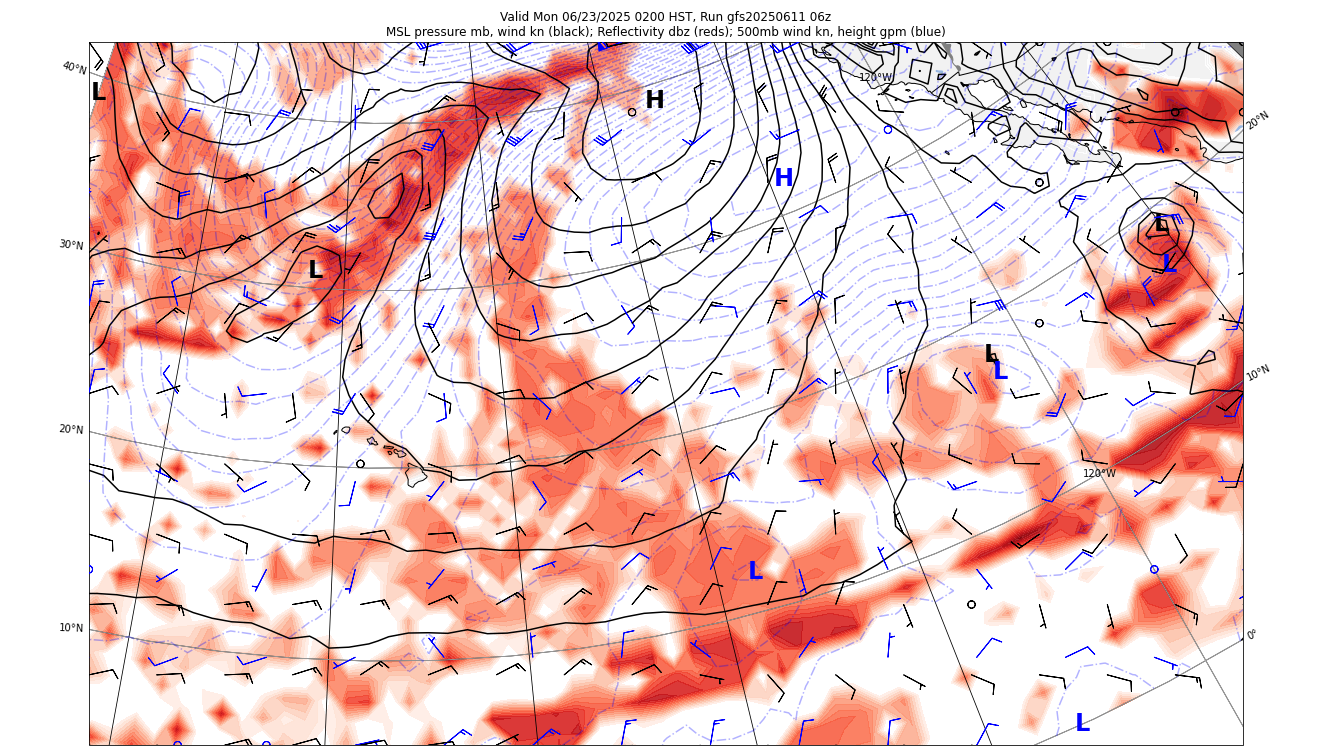 Valid Mon 06/23/2025 0200 HST, Run gfs20250611 06z
MSL pressure mb, wind kn (black); Reflectivity dbz (reds); 500mb wind kn, height gpm (blue)
40°N
120°W
L
H
20°N
H
L
30°N
L
L
L
L
10°N
20°N
120°W
L
10°N
0°
L